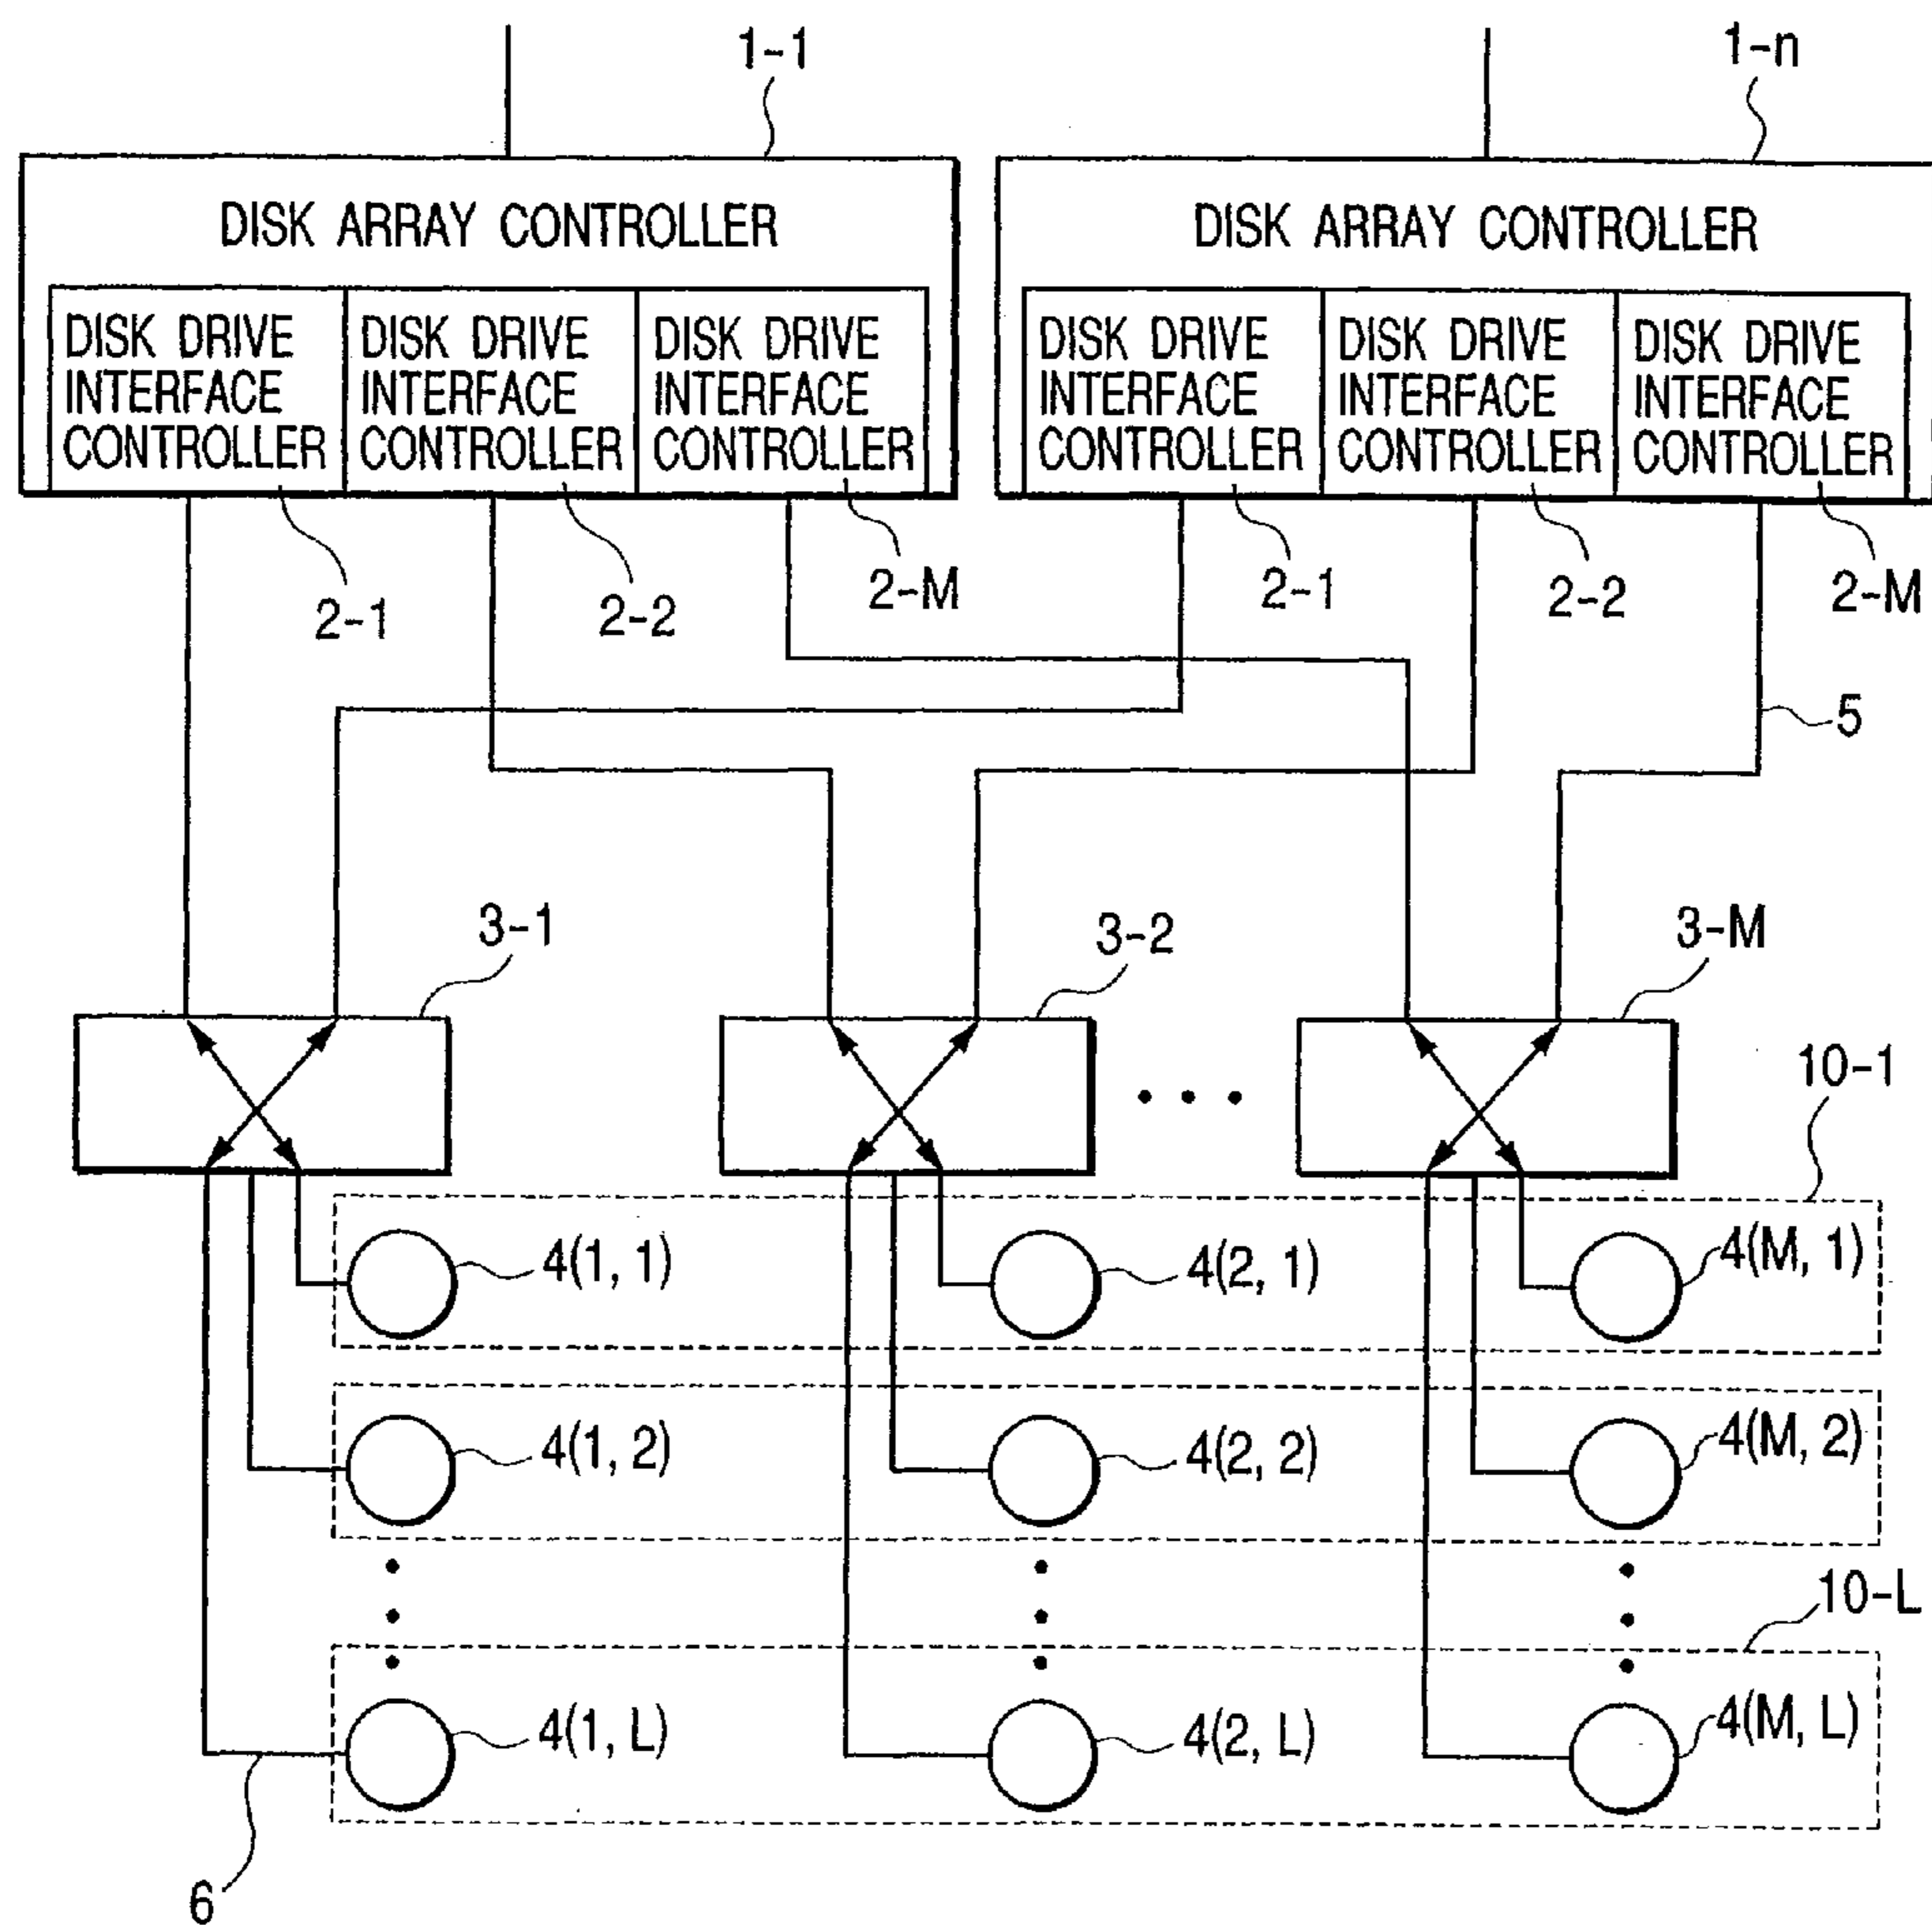 1-1
1-n
DISK ARRAY CONTROLLER
DISK ARRAY CONTROLLER
DISK DRIVE
INTERFACE
CONTROLLER
DISK DRIVE
INTERFACE
CONTROLLER
DISK DRIVE
INTERFACE
CONTROLLER
DISK DRIVE
INTERFACE
CONTROLLER
DISK DRIVE
INTERFACE
CONTROLLER
DISK DRIVE
INTERFACE
CONTROLLER
2-1
2-2
2-M
2-1
2-2
2-M
5
3-1
3-2
3-M
10-1
4(1, 1)
4(2, 1)
4(M, 1)
4(1, 2)
4(2, 2)
4(M, 2)
10-L
4(1, L)
4(2, L)
4(M, L)
6